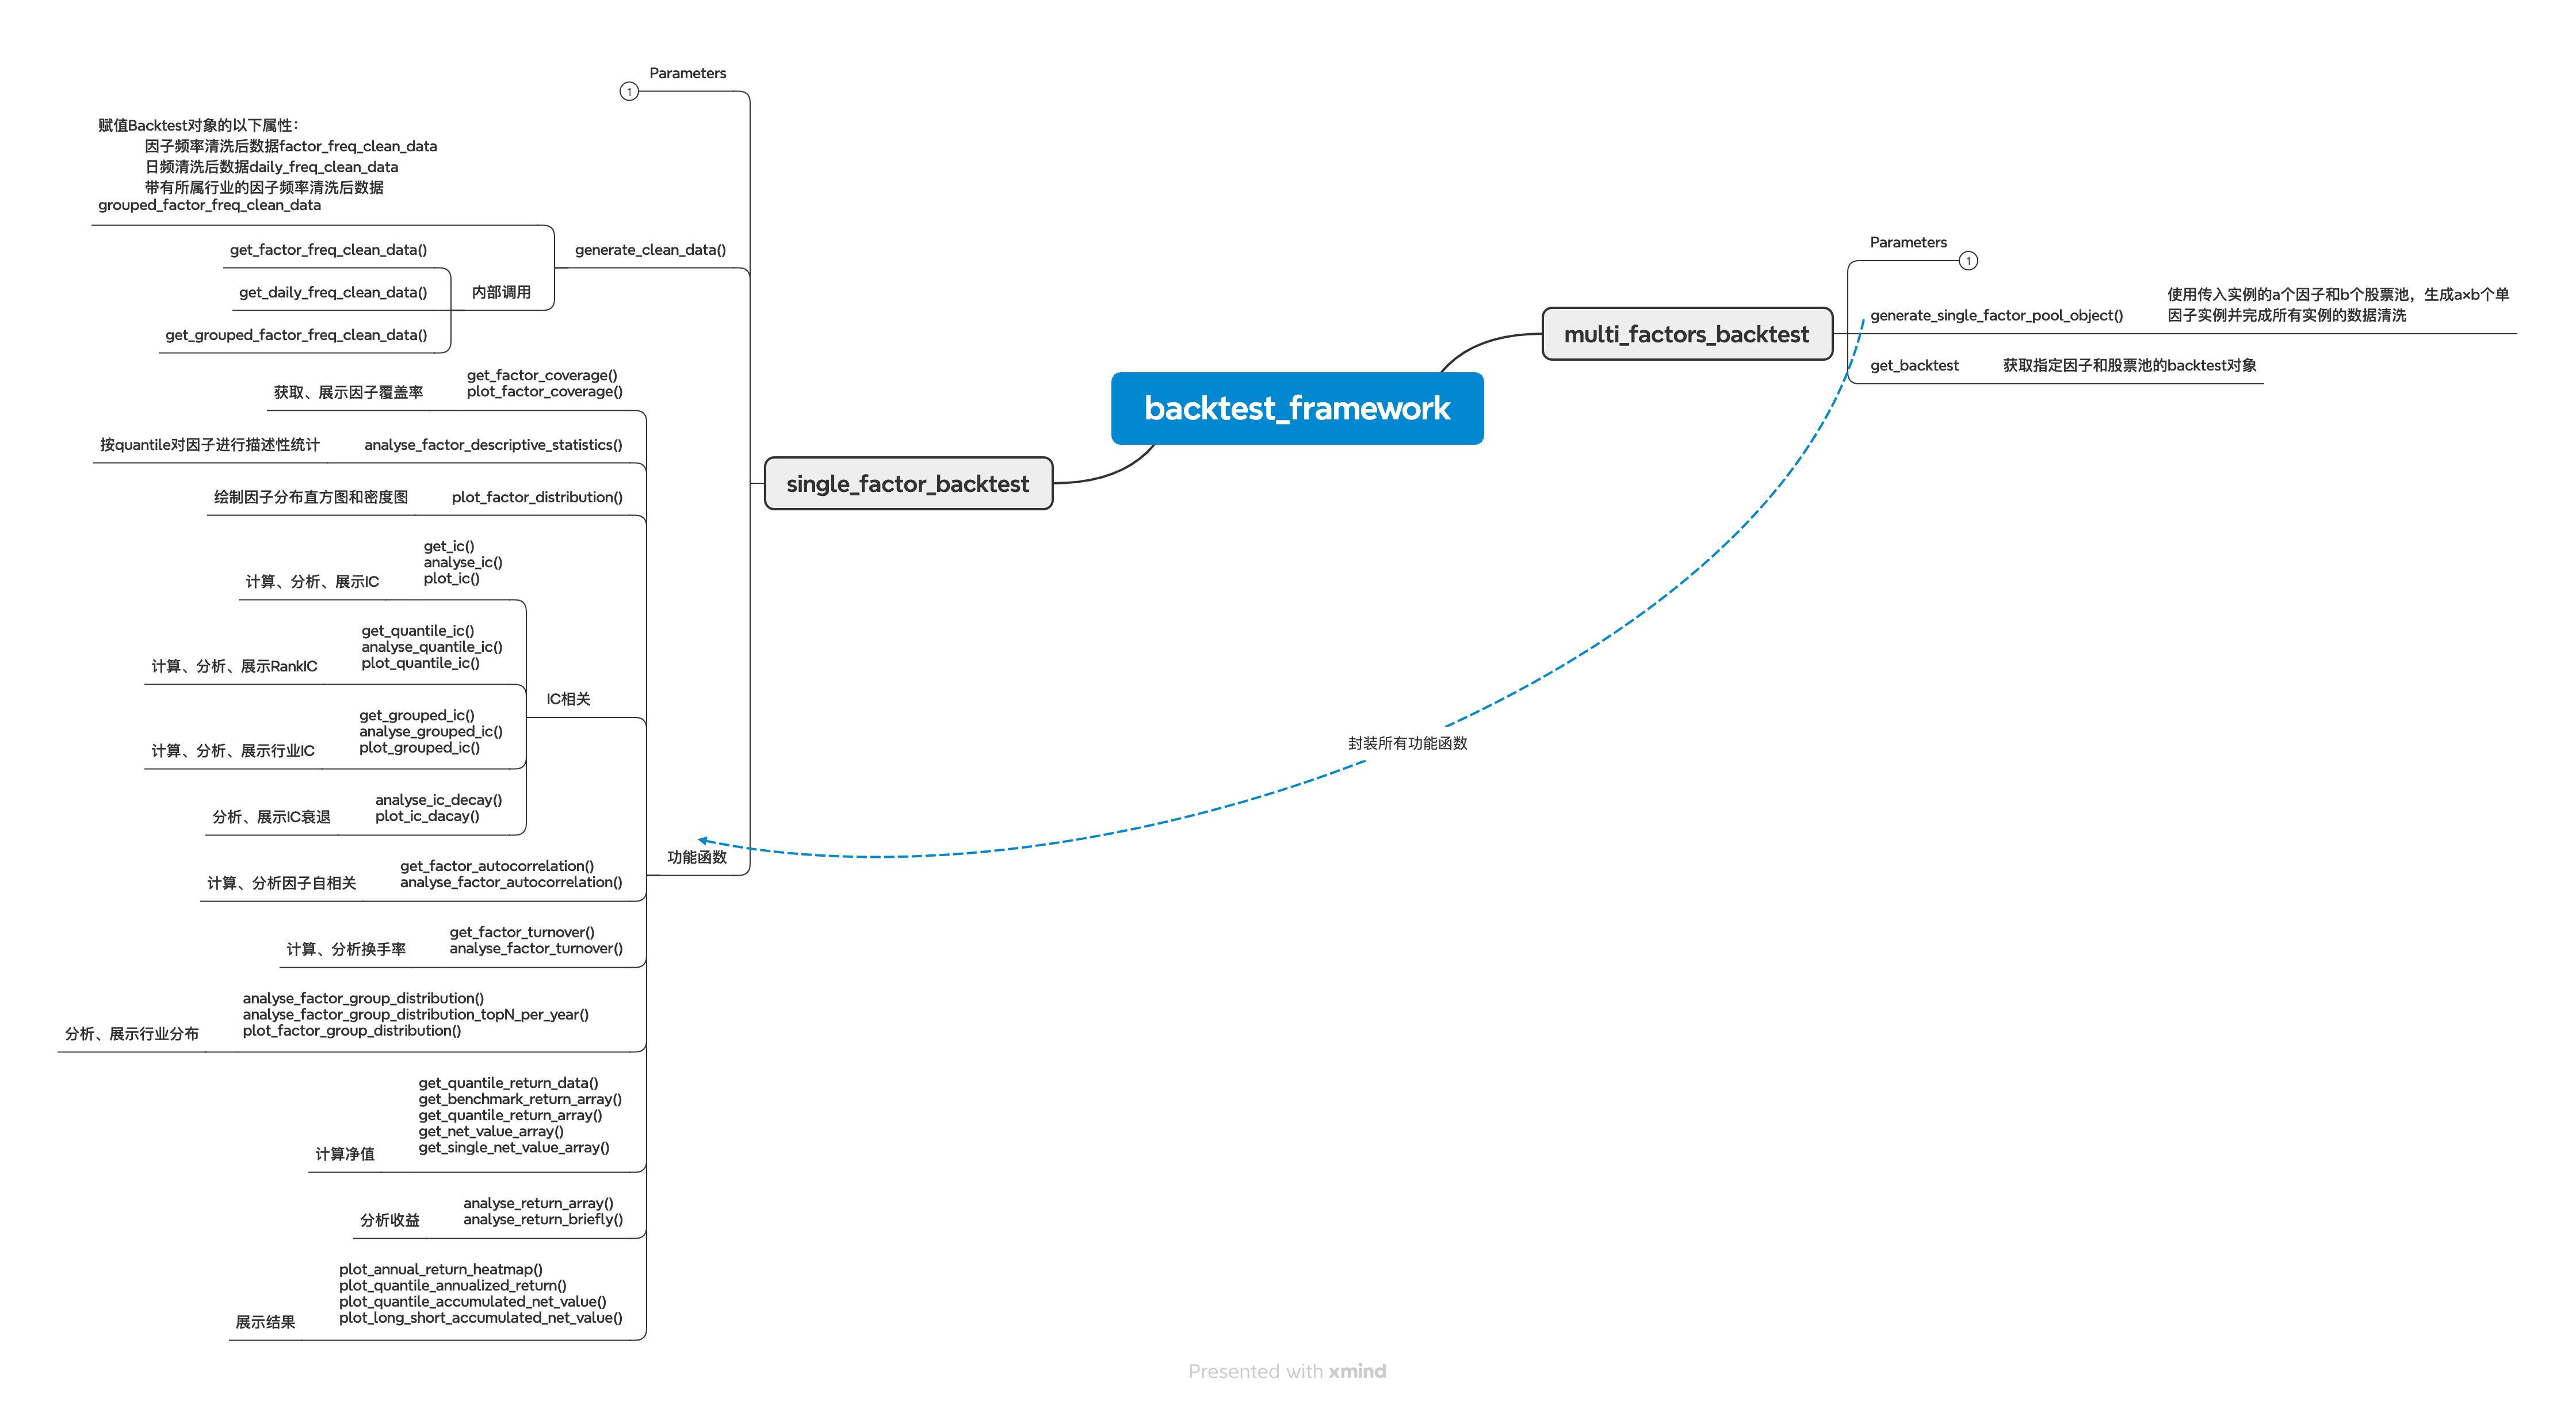 backtest_framework
multi_factors_backtest
Parameters
1
generate_single_factor_pool_object()
使用传入实例的a个因子和b个股票池，生成a×b个单
因子实例并完成所有实例的数据清洗
get_backtest
获取指定因子和股票池的backtest对象
封装所有功能函数
single_factor_backtest
Parameters
1
generate_clean_data()
赋值Backtest对象的以下属性：
因子频率清洗后数据factor_freq_clean_data
日频清洗后数据daily_freq_clean_data
带有所属行业的因子频率清洗后数据
grouped_factor_freq_clean_data
内部调用
get_factor_freq_clean_data()
get_daily_freq_clean_data()
get_grouped_factor_freq_clean_data()
功能函数
get_factor_coverage()
plot_factor_coverage()
获取、展示因子覆盖率
analyse_factor_descriptive_statistics()
按quantile对因子进行描述性统计
plot_factor_distribution()
绘制因子分布直方图和密度图
IC相关
get_ic()
analyse_ic()
plot_ic()
计算、分析、展示IC
get_quantile_ic()
analyse_quantile_ic()
plot_quantile_ic()
计算、分析、展示RankIC
get_grouped_ic()
analyse_grouped_ic()
plot_grouped_ic()
计算、分析、展示行业IC
analyse_ic_decay()
plot_ic_dacay()
分析、展示IC衰退
get_factor_autocorrelation()
analyse_factor_autocorrelation()
计算、分析因子自相关
get_factor_turnover()
analyse_factor_turnover()
计算、分析换手率
analyse_factor_group_distribution()
analyse_factor_group_distribution_topN_per_year()
plot_factor_group_distribution()
分析、展示行业分布
get_quantile_return_data()
get_benchmark_return_array()
get_quantile_return_array()
get_net_value_array()
get_single_net_value_array()
计算净值
analyse_return_array()
analyse_return_briefly()
分析收益
plot_annual_return_heatmap()
plot_quantile_annualized_return()
plot_quantile_accumulated_net_value()
plot_long_short_accumulated_net_value()
展示结果
Presented with xmind